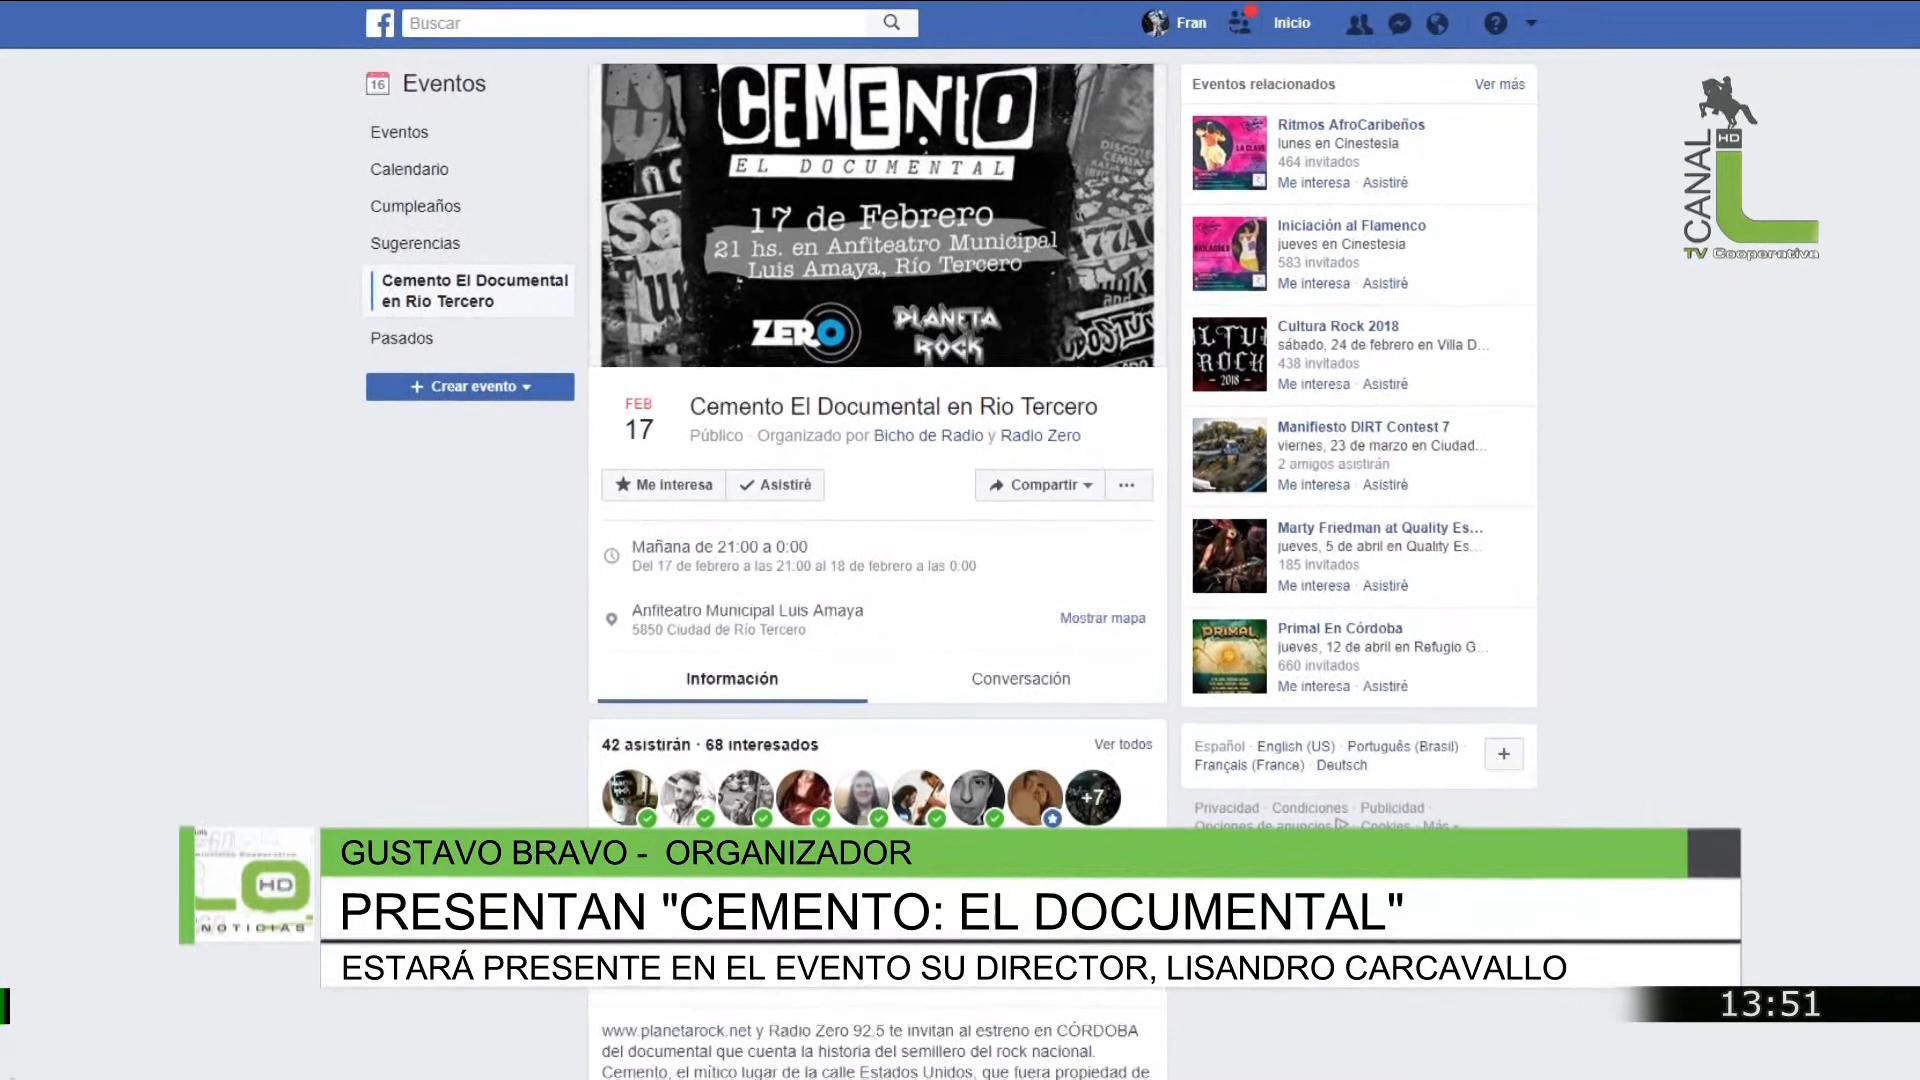 Buscar
Fran
Inicio
16
Eventos
Eventos
Calendario
Cumpleaños
Sugerencias
Cemento El Documental
en Rio Tercero
Pasados
+ Crear evento
CEMENtO
EL DOCUMENTAL
17 de Febrero
21 hs. en Anfiteatro Municipal
Luis Amaya, Río Tercero
ZERO
PLANETA
ROCK
FEB
17
Cemento El Documental en Rio Tercero
Público · Organizado por Bicho de Radio y Radio Zero
Me interesa
Asistiré
Compartir
...
Mañana de 21:00 a 0:00
Del 17 de febrero a las 21:00 al 18 de febrero a las 0:00
Anfiteatro Municipal Luis Amaya
5850 Ciudad de Río Tercero
Mostrar mapa
Información
Conversación
42 asistirán · 68 interesados
Ver todos
+7
Eventos relacionados
Ver más
Ritmos AfroCaribeños
lunes en Cinestesia
464 invitados
Me interesa · Asistiré
Iniciación al Flamenco
jueves en Cinestesia
583 invitados
Me interesa · Asistiré
Cultura Rock 2018
sábado, 24 de febrero en Villa D...
438 invitados
Me interesa · Asistiré
Manifiesto DIRT Contest 7
viernes, 23 de marzo en Ciudad...
2 amigos asistirán
Me interesa · Asistiré
Marty Friedman at Quality Es...
jueves, 5 de abril en Quality Es...
185 invitados
Me interesa · Asistiré
PRIMAL
Primal En Córdoba
jueves, 12 de abril en Refugio G...
660 invitados
Me interesa · Asistiré
Español · English (US) · Português (Brasil) ·
Français (France) · Deutsch
+
Privacidad · Condiciones · Publicidad ·
Opciones de anuncios · Cookies · Más
CANAL
HD
TV Cooperativa
HD
NOTICIAS
GUSTAVO BRAVO - ORGANIZADOR
PRESENTAN "CEMENTO: EL DOCUMENTAL"
ESTARÁ PRESENTE EN EL EVENTO SU DIRECTOR, LISANDRO CARCAVALLO
13:51
www.planetarock.net y Radio Zero 92.5 te invitan al estreno en CÓRDOBA
del documental que cuenta la historia del semillero del rock nacional.
Cemento, el mítico lugar de la calle Estados Unidos, que fuera propiedad de